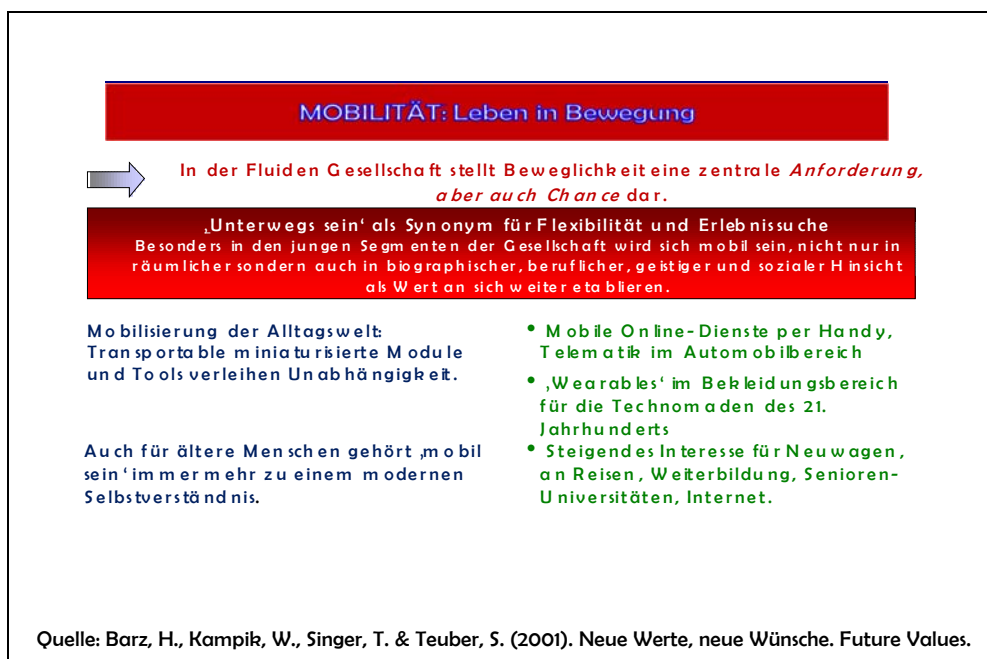 MOBILITÄT: Leben in Bewegung
In der Fluiden Gesellschaft stellt Beweglichkeit eine zentrale Anforderung,
aber auch Chance dar.
‚Unterwegs sein‘ als Synonym für Flexibilität und Erlebnissuche
Besonders in den jungen Segmenten der Gesellschaft wird sich mobil sein, nicht nur in
räumlicher sondern auch in biographischer, beruflicher, geistiger und sozialer Hinsicht
als Wert an sich weiter etablieren.
Mobilisierung der Alltagswelt:
Transportable miniaturisierte Module
und Tools verleihen Unabhängigkeit.
• Mobile Online-Dienste per Handy,
Telematik im Automobilbereich
• ‚Wearables‘ im Bekleidungsbereich
für die Technomaden des 21.
Jahrhunderts
Auch für ältere Menschen gehört ‚mobil
sein‘ immer mehr zu einem modernen
Selbstverständnis.
• Steigendes Interesse für Neuwagen,
an Reisen, Weiterbildung, Senioren-
Universitäten, Internet.
Quelle: Barz, H., Kampik, W., Singer, T. & Teuber, S. (2001). Neue Werte, neue Wünsche. Future Values.